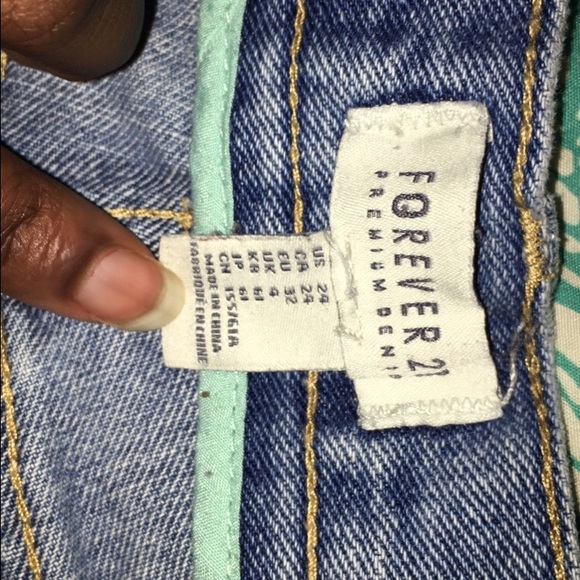 FOREVER 21
PREMIUM DENIM
US 24
CA 24
EU 32
UK 4
KR 61
JP 61
CN 155/61A
MADE IN CHINA
FABRIQUÉ EN CHINE